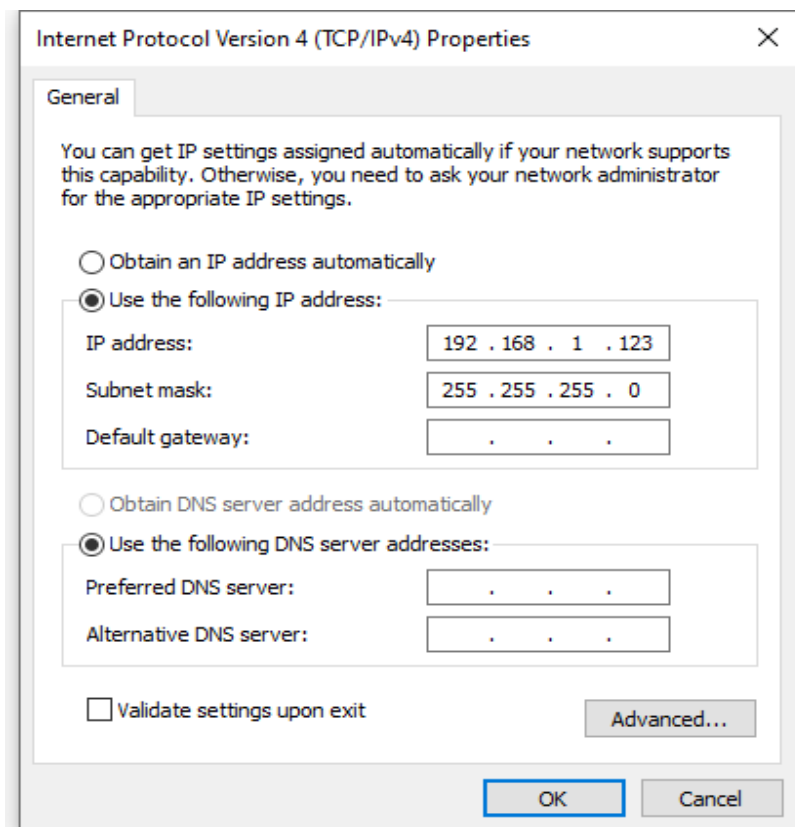 Internet Protocol Version 4 (TCP/IPv4) Properties
General
You can get IP settings assigned automatically if your network supports
this capability. Otherwise, you need to ask your network administrator
for the appropriate IP settings.
Obtain an IP address automatically
Use the following IP address:
IP address: 192 . 168 . 1 . 123
Subnet mask: 255 . 255 . 255 . 0
Default gateway: . . .
Obtain DNS server address automatically
Use the following DNS server addresses:
Preferred DNS server: . . .
Alternative DNS server: . . .
Validate settings upon exit
Advanced...
OK Cancel